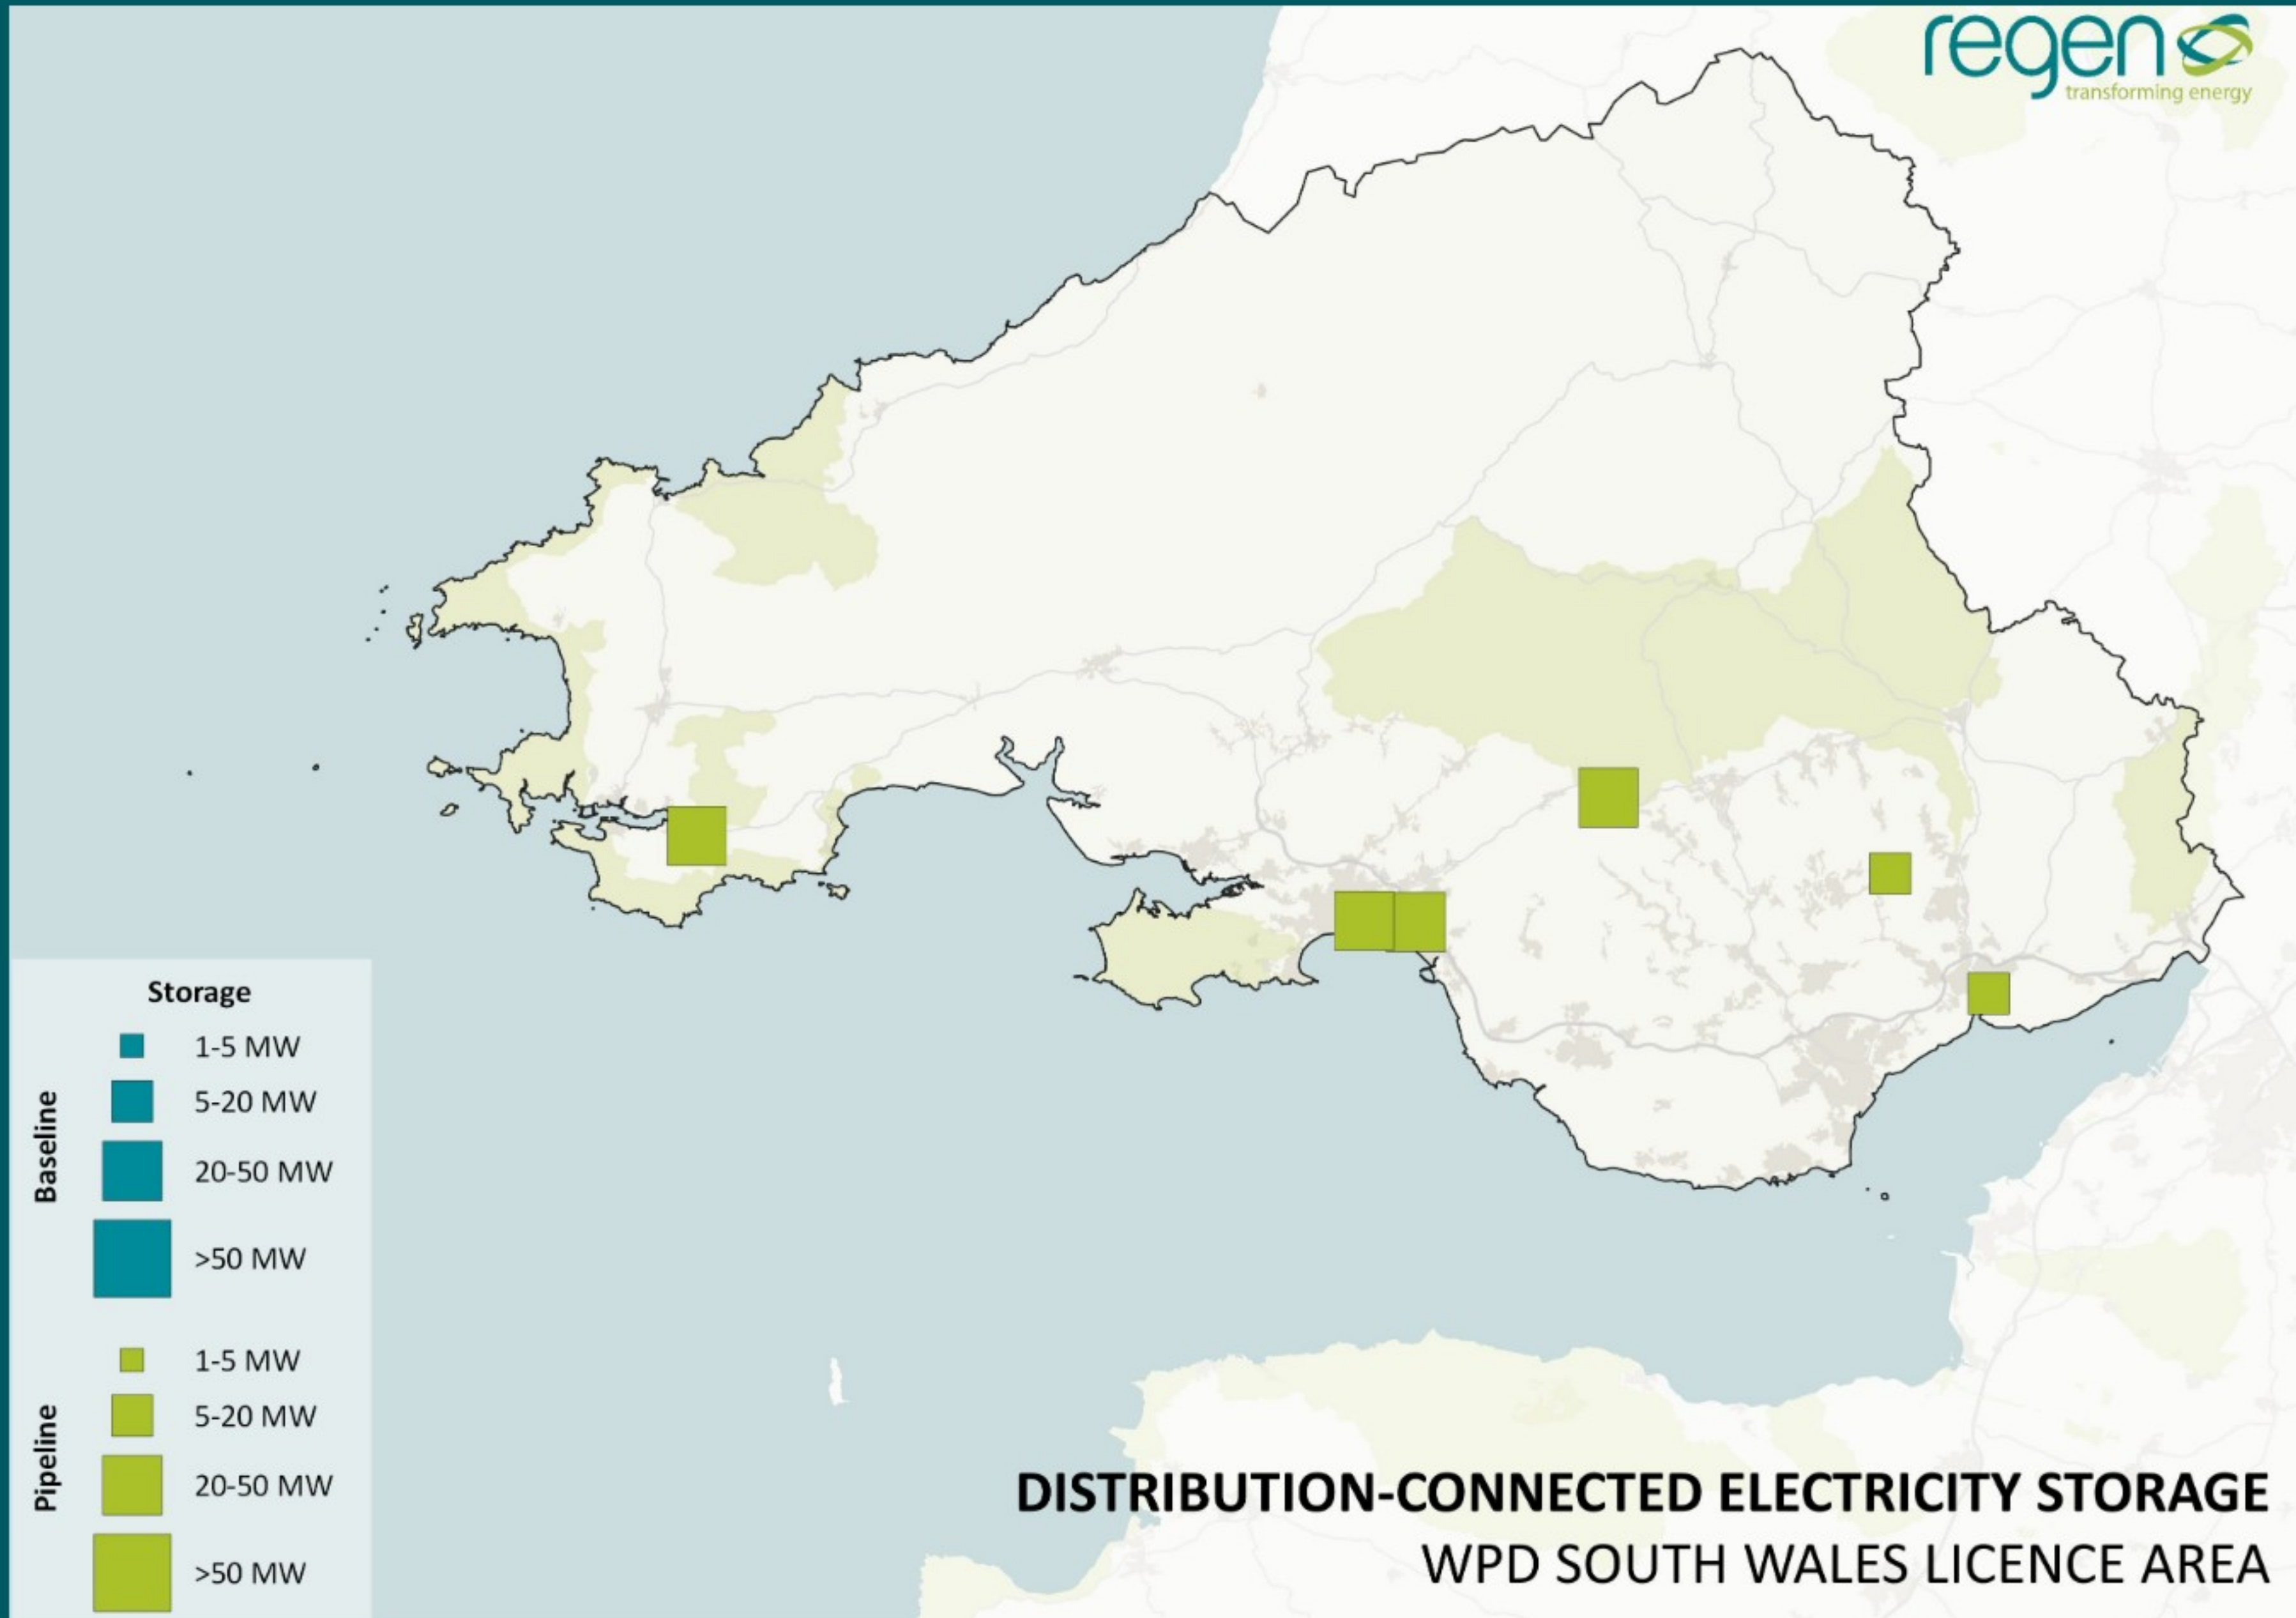 regen
transforming energy
Storage
Baseline
1-5 MW
5-20 MW
20-50 MW
>50 MW
Pipeline
1-5 MW
5-20 MW
20-50 MW
>50 MW
DISTRIBUTION-CONNECTED ELECTRICITY STORAGE
WPD SOUTH WALES LICENCE AREA